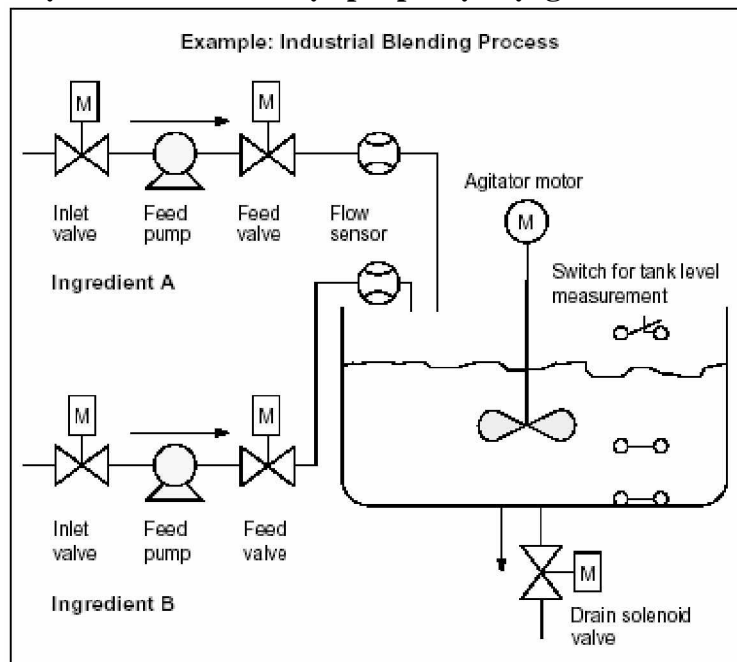 Example: Industrial Blending Process
M
M
Inlet
valve
Feed
pump
Feed
valve
Flow
sensor
Ingredient A
Agitator motor
M
Switch for tank level
measurement
M
M
Inlet
valve
Feed
pump
Feed
valve
Ingredient B
M
Drain solenoid
valve